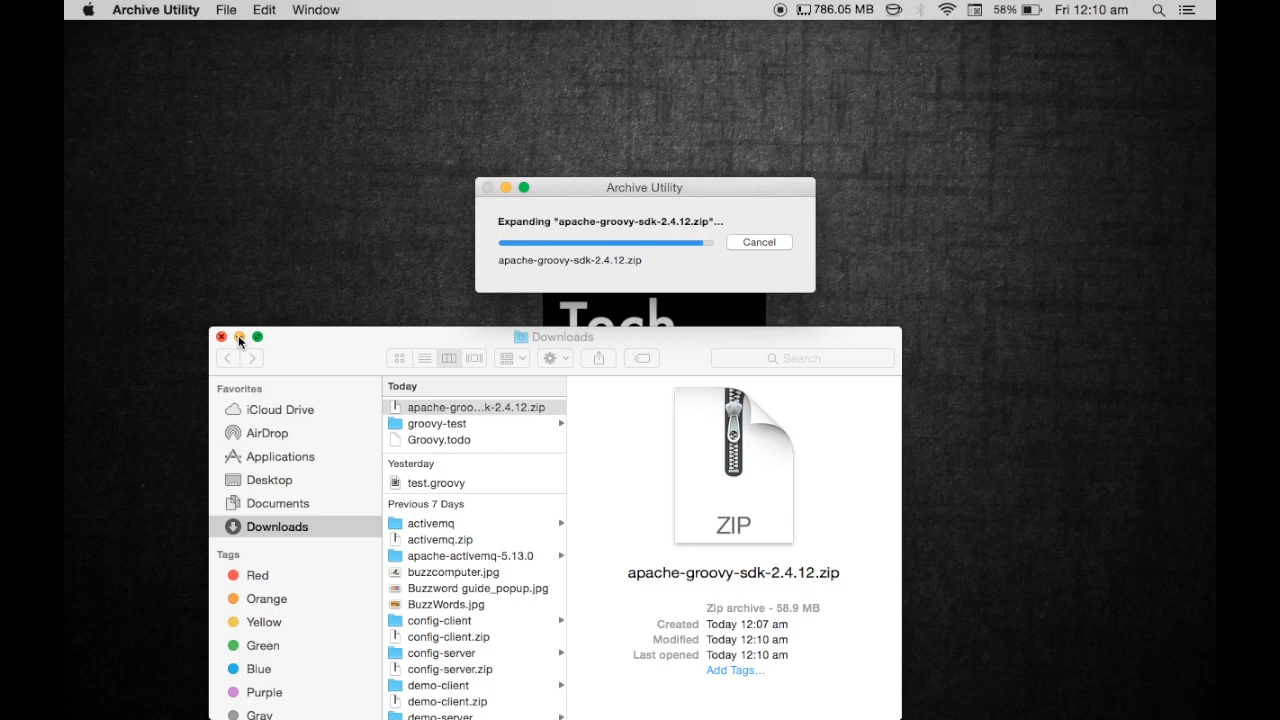 Archive Utility File Edit Window 786.05 MB 58% Fri 12:10 am
Archive Utility
Expanding "apache-groovy-sdk-2.4.12.zip"...
Cancel
apache-groovy-sdk-2.4.12.zip
Tech
Downloads
Search
Favorites
iCloud Drive
AirDrop
Applications
Desktop
Documents
Downloads
Tags
Red
Orange
Yellow
Green
Blue
Purple
Gray
Today
apache-groo...k-2.4.12.zip
groovy-test
Groovy.todo
Yesterday
test.groovy
Previous 7 Days
activemq
activemq.zip
apache-activemq-5.13.0
buzzcomputer.jpg
Buzzword guide_popup.jpg
BuzzWords.jpg
config-client
config-client.zip
config-server
config-server.zip
demo-client
demo-client.zip
demo-server
ZIP
apache-groovy-sdk-2.4.12.zip
Zip archive - 58.9 MB
Created Today 12:07 am
Modified Today 12:10 am
Last opened Today 12:10 am
Add Tags...